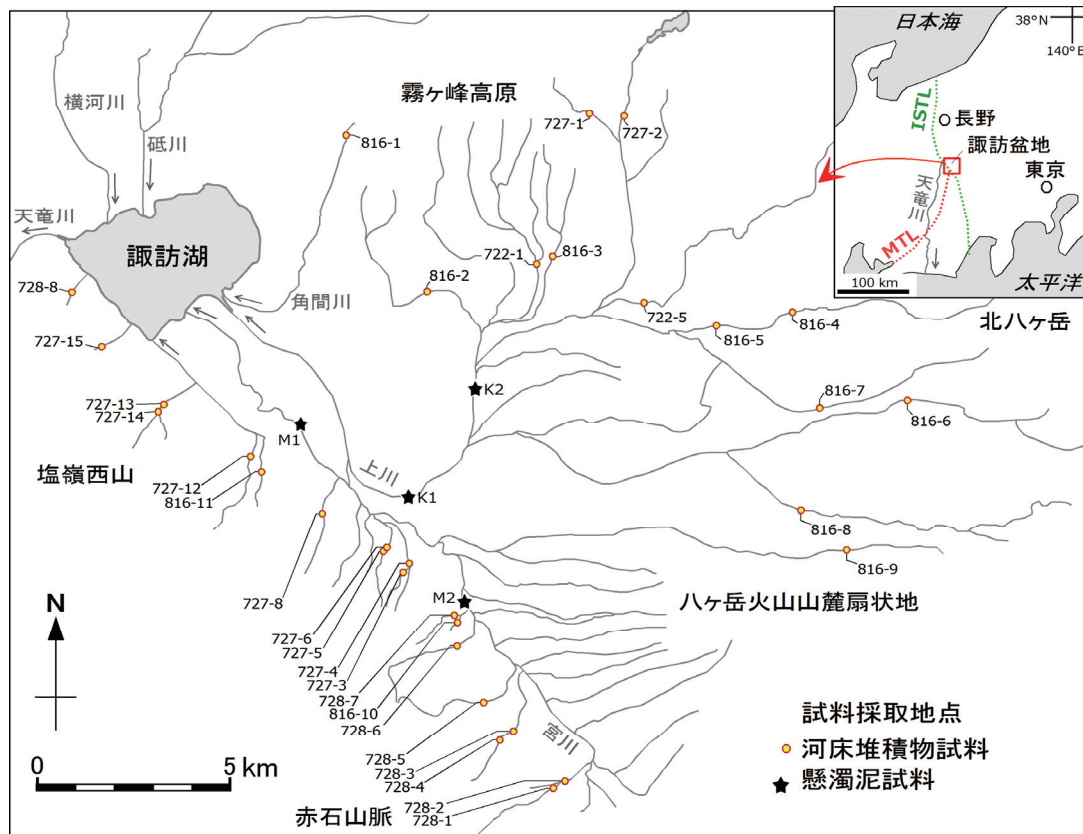 日本海
38°N
140°E
ISTL
長野
諏訪盆地
東京
天竜川
MTL
太平洋
100 km
横河川
砥川
霧ヶ峰高原
727-1
727-2
816-1
天竜川
諏訪湖
722-1
816-3
816-2
728-8
角間川
722-5
816-4
北八ヶ岳
816-5
727-15
K2
816-7
816-6
727-13
727-14
M1
塩嶺西山
上川
727-12
816-11
K1
816-8
816-9
727-8
M2
八ヶ岳火山山麓扇状地
N
727-6
727-5
727-4
727-3
728-7
816-10
728-6
試料採取地点
宮川
728-5
河床堆積物試料
728-3
728-4
0
5 km
懸濁泥試料
728-2
728-1
赤石山脈